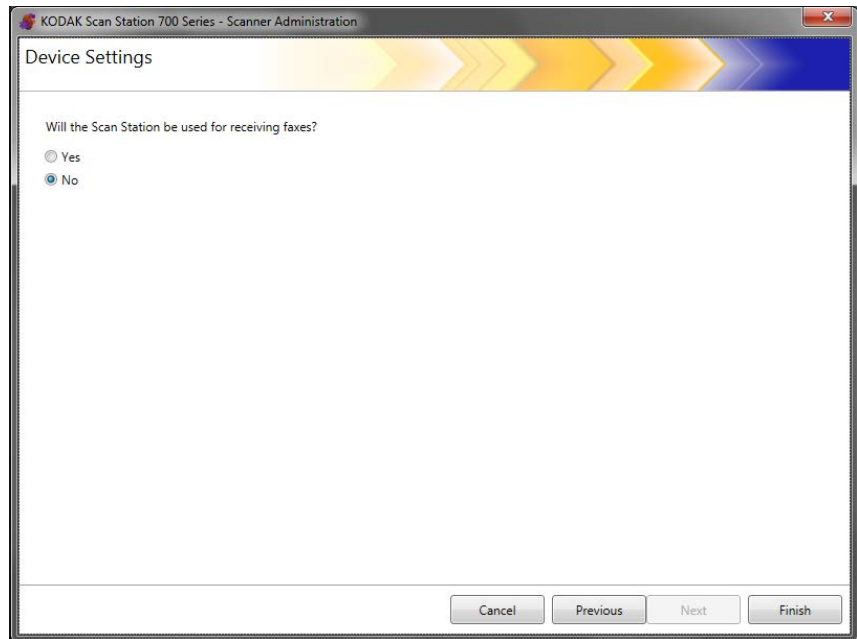 KODAK Scan Station 700 Series - Scanner Administration
Device Settings
Will the Scan Station be used for receiving faxes?
Yes
No
Cancel Previous Next Finish